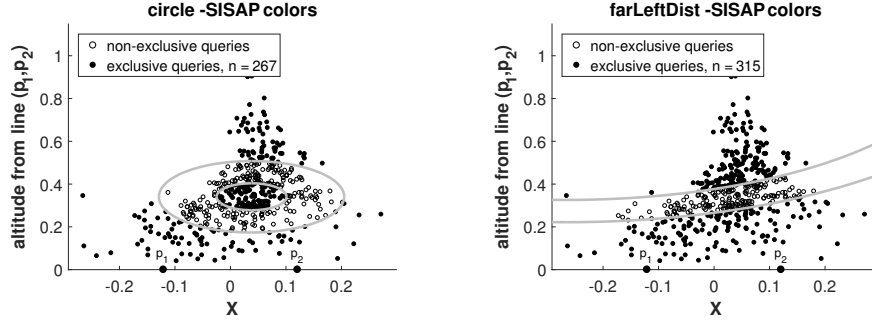 circle -SISAP colors
non-exclusive queries
exclusive queries, n = 267
altitude from line (p1,p2)
1
0.8
0.6
0.4
0.2
0
p1
p2
-0.2
-0.1
0
0.1
0.2
X
farLeftDist -SISAP colors
non-exclusive queries
exclusive queries, n = 315
altitude from line (p1,p2)
1
0.8
0.6
0.4
0.2
0
p1
p2
-0.2
-0.1
0
0.1
0.2
X